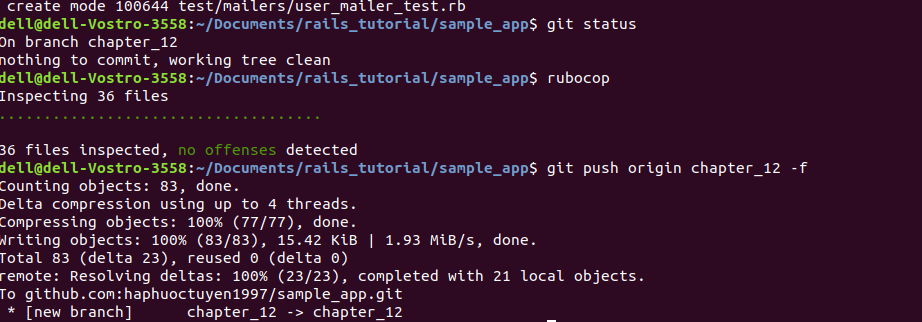 create mode 100644 test/mailers/user_mailer_test.rb
dell@dell-Vostro-3558:~/Documents/rails_tutorial/sample_app$ git status
On branch chapter_12
nothing to commit, working tree clean
dell@dell-Vostro-3558:~/Documents/rails_tutorial/sample_app$ rubocop
Inspecting 36 files
....................................
36 files inspected, no offenses detected
dell@dell-Vostro-3558:~/Documents/rails_tutorial/sample_app$ git push origin chapter_12 -f
Counting objects: 83, done.
Delta compression using up to 4 threads.
Compressing objects: 100% (77/77), done.
Writing objects: 100% (83/83), 15.42 KiB | 1.93 MiB/s, done.
Total 83 (delta 23), reused 0 (delta 0)
remote: Resolving deltas: 100% (23/23), completed with 21 local objects.
To github.com:haphuoctuyen1997/sample_app.git
 * [new branch]      chapter_12 -> chapter_12